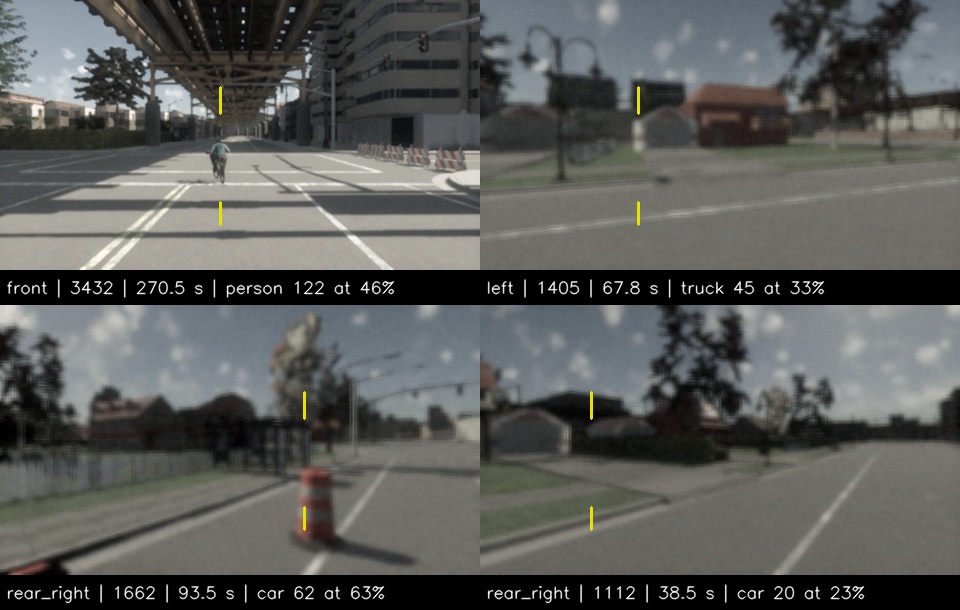 front | 3432 | 270.5 s | person 122 at 46%
left | 1405 | 67.8 s | truck 45 at 33%
rear_right | 1662 | 93.5 s | car 62 at 63%
rear_right | 1112 | 38.5 s | car 20 at 23%